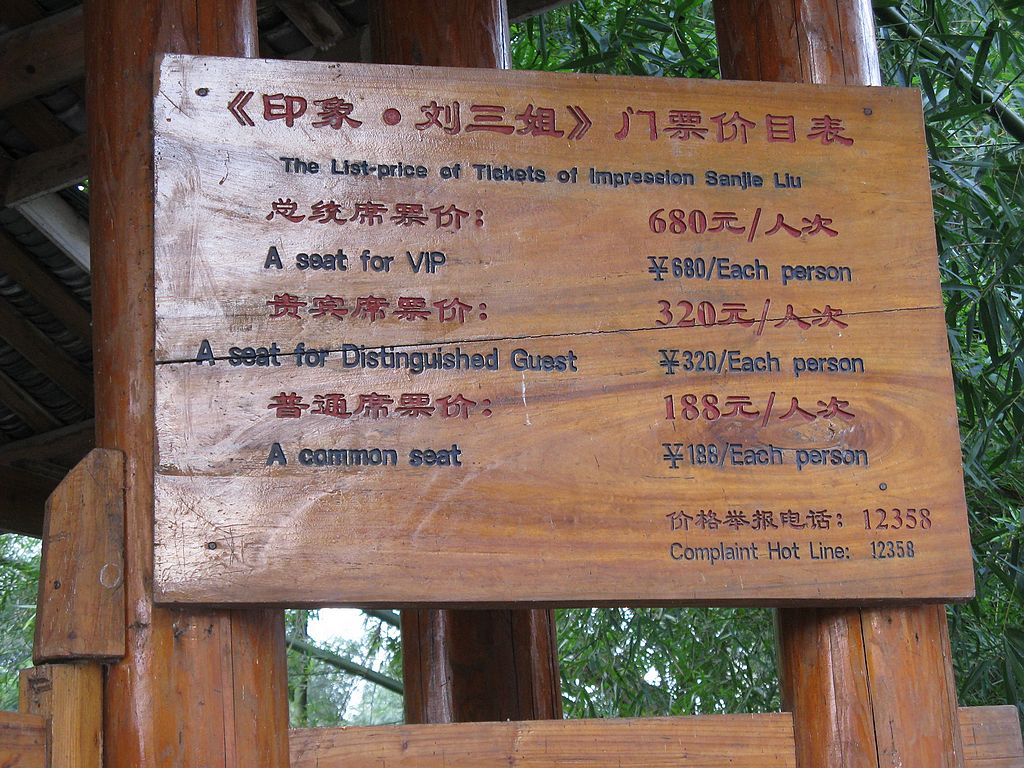 《印象·刘三姐》门票价目表
The List-price of Tickets of Impression Sanjie Liu
总统席票价: 680元/人次
A seat for VIP ¥680/Each person
贵宾席票价: 320元/人次
A seat for Distinguished Guest ¥320/Each person
普通席票价: 188元/人次
A common seat ¥188/Each person
价格举报电话: 12358
Complaint Hot Line: 12358